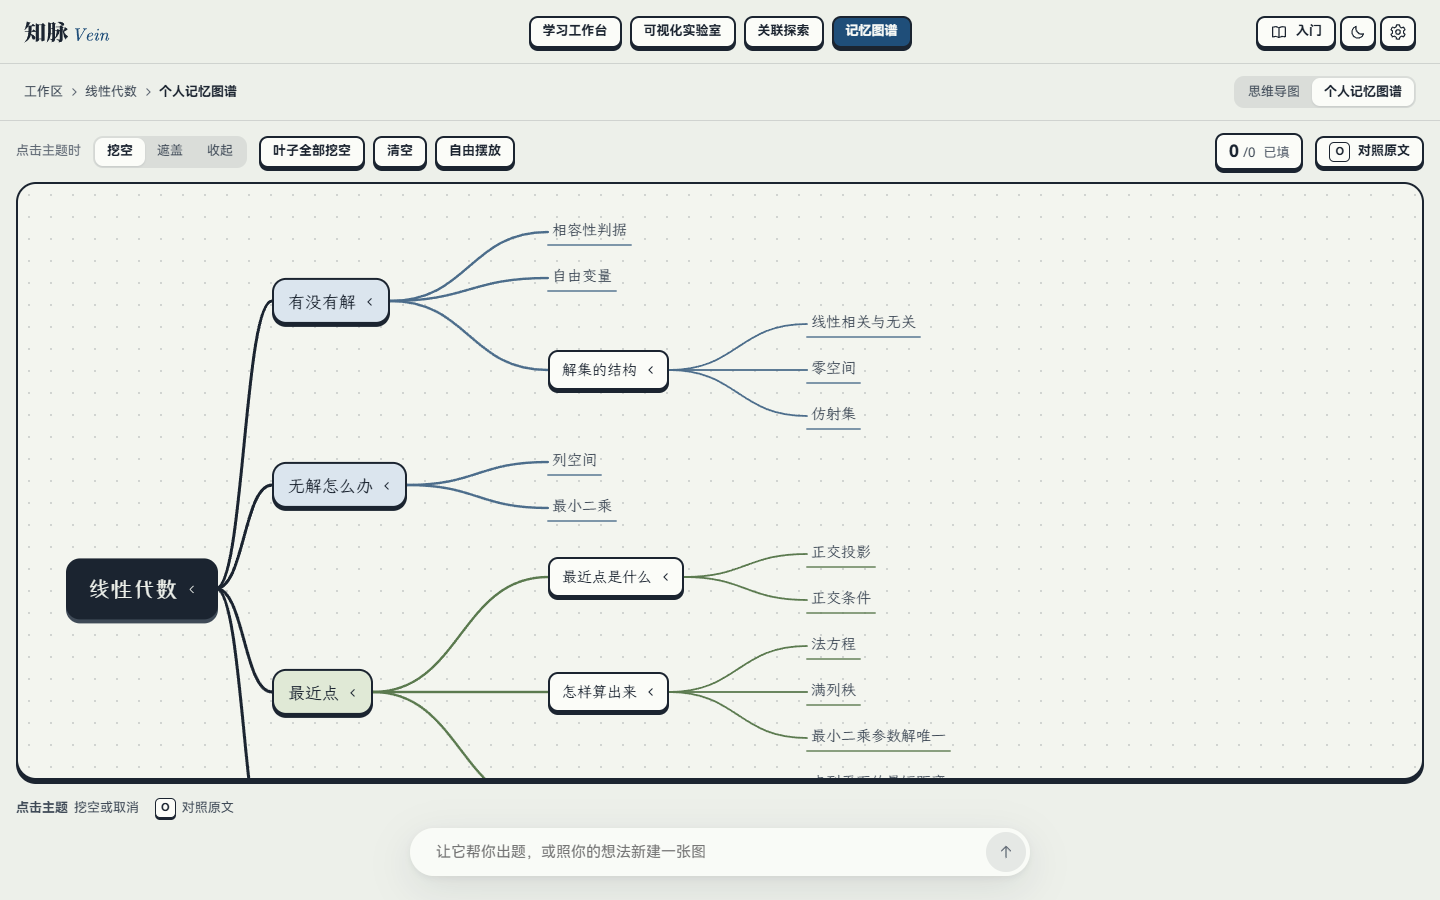 知脉 Vein
学习工作台
可视化实验室
关联探索
记忆图谱
入门
工作区 > 线性代数 > 个人记忆图谱
思维导图
个人记忆图谱
点击主题时
挖空
遮盖
收起
叶子全部挖空
清空
自由摆放
0 /0 已填
O 对照原文
相容性判据
自由变量
有没有解
线性相关与无关
解集的结构
零空间
仿射集
列空间
无解怎么办
最小二乘
正交投影
最近点是什么
线性代数
正交条件
法方程
最近点
怎样算出来
满列秩
最小二乘参数解唯一
点击主题 挖空或取消 O 对照原文
让它帮你出题，或照你的想法新建一张图